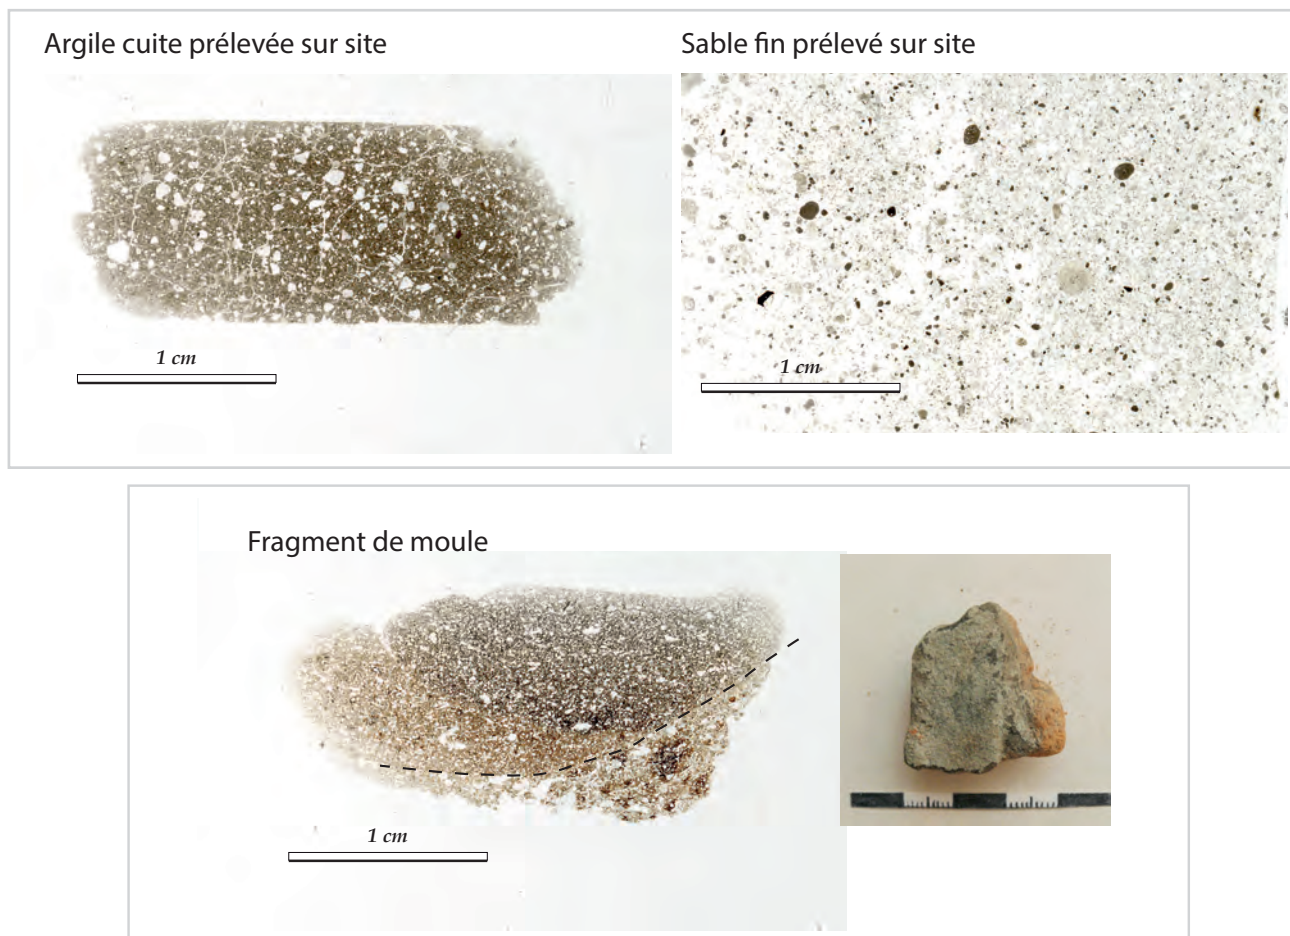 Argile cuite prélevée sur site
Sable fin prélevé sur site
1 cm
1 cm
Fragment de moule
1 cm